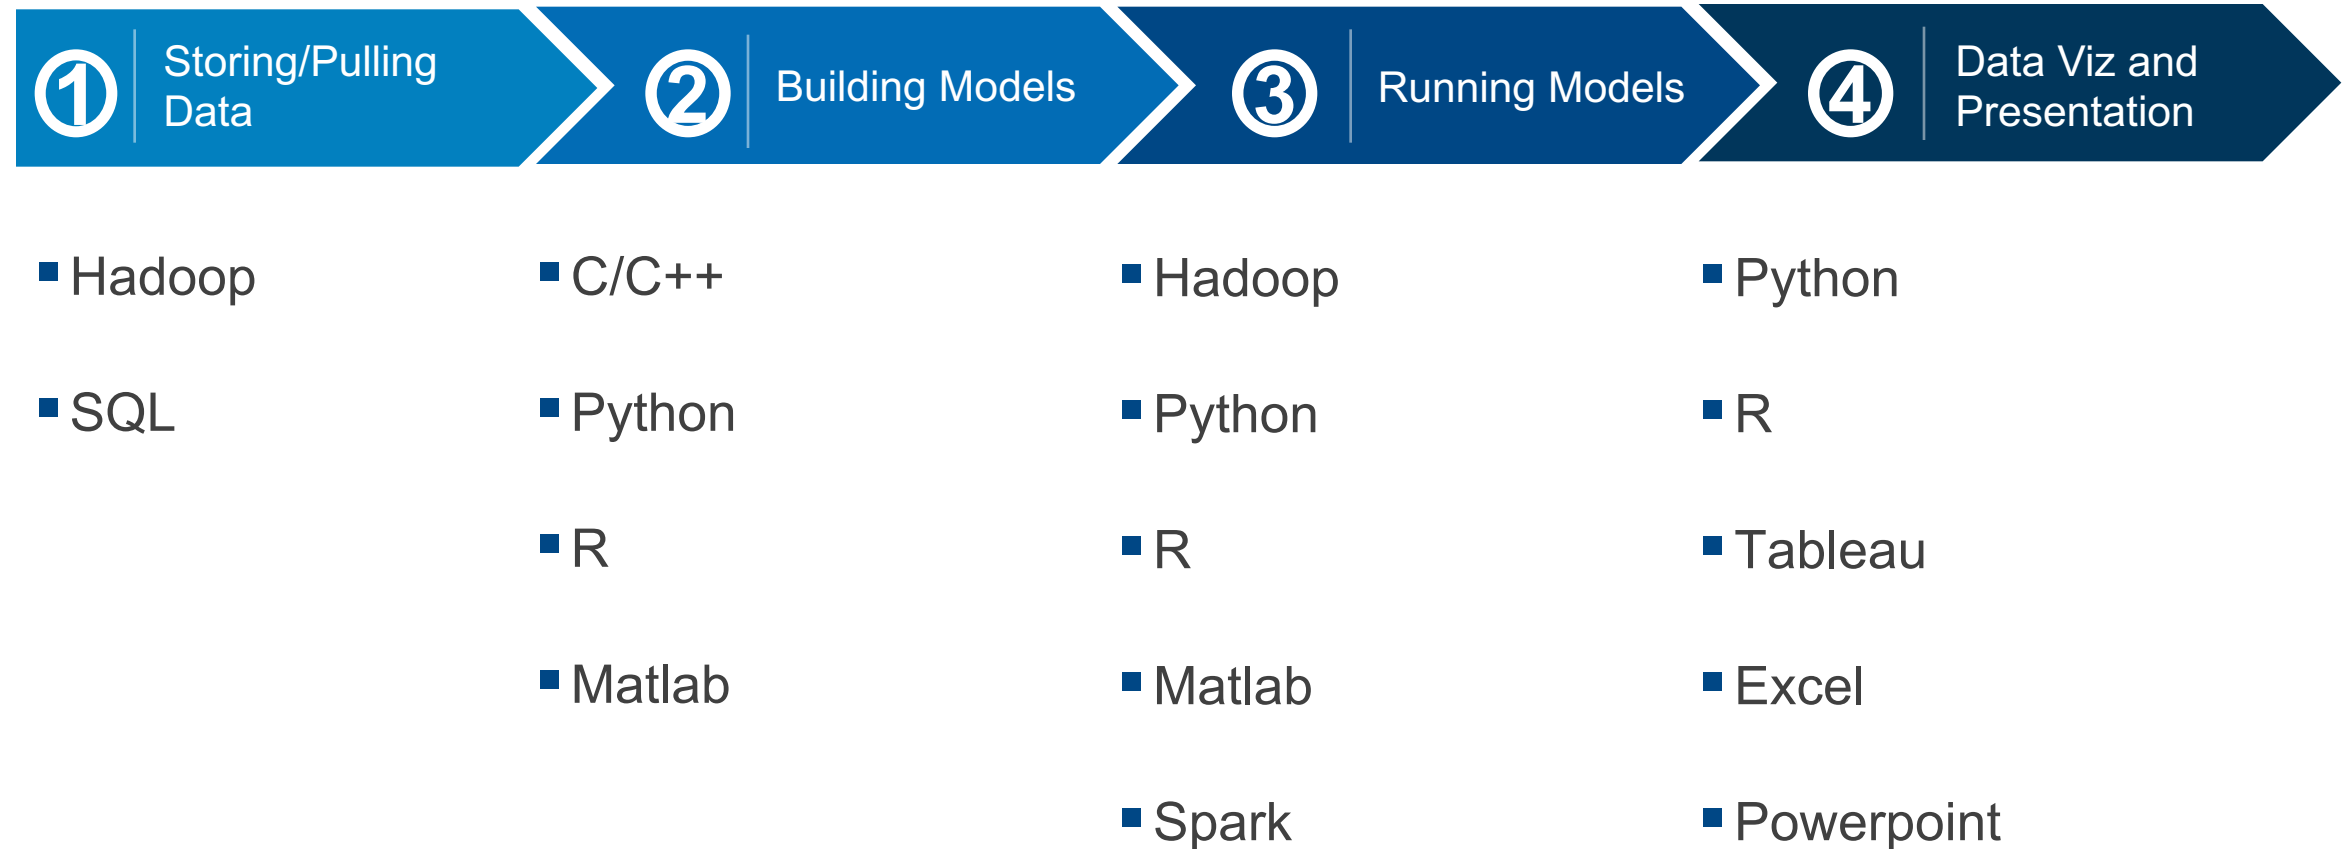 1
Storing/Pulling
Data
2
Building Models
3
Running Models
4
Data Viz and
Presentation
Hadoop
SQL
C/C++
Python
R
Matlab
Hadoop
Python
R
Matlab
Spark
Python
R
Tableau
Excel
Powerpoint